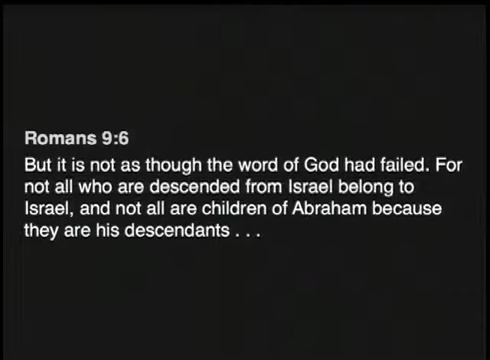 Romans 9:6
But it is not as though the word of God had failed. For
not all who are descended from Israel belong to
Israel, and not all are children of Abraham because
they are his descendants . . .